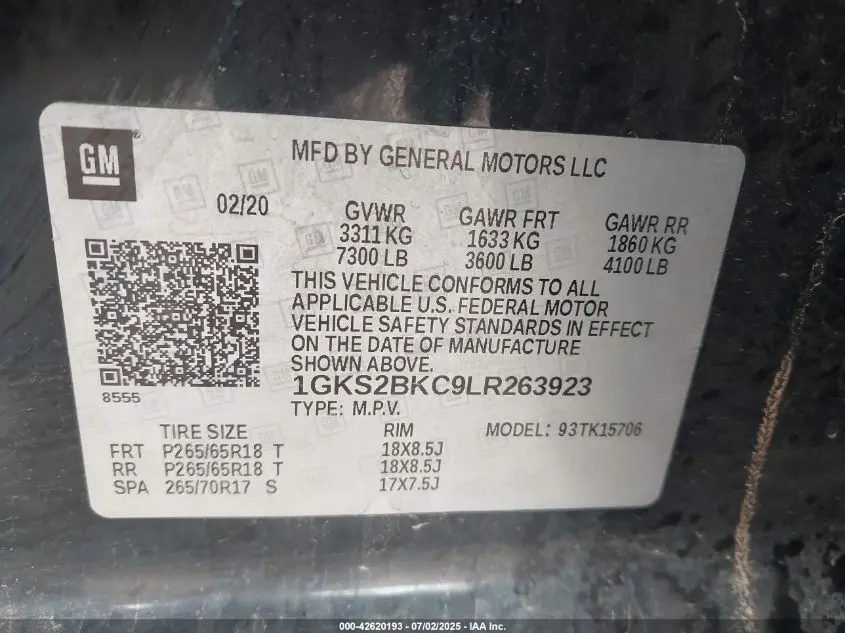 GM
MFD BY GENERAL MOTORS LLC
02/20
GVWR
3311 KG
7300 LB
GAWR FRT
1633 KG
3600 LB
GAWR RR
1860 KG
4100 LB
THIS VEHICLE CONFORMS TO ALL
APPLICABLE U.S. FEDERAL MOTOR
VEHICLE SAFETY STANDARDS IN EFFECT
ON THE DATE OF MANUFACTURE
SHOWN ABOVE.
8555
1GKS2BKC9LR263923
TYPE: M.P.V.
TIRE SIZE RIM MODEL: 93TK15706
FRT P265/65R18 T 18X8.5J
RR P265/65R18 T 18X8.5J
SPA 265/70R17 S 17X7.5J
000-42620193 - 07/02/2025 - IAA Inc.